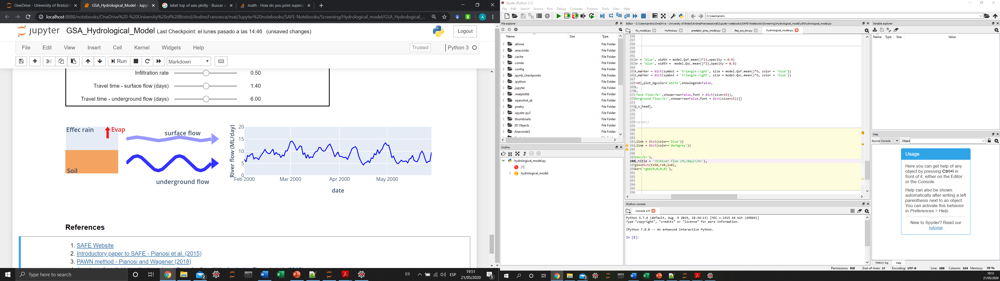 OneDrive - University of Bristol/A
GSA_Hydrological_Model - Jupyt
label top of axis plotly - Buscar c
math - How do you print supersc
localhost:8888/notebooks/OneDrive%20-%20University%20of%20Bristol/AndresFrancesca/mat/Jupyter%20notebooks/SAFE-Notebooks/Screening/Hydrological_model/GSA_Hydrological_...
A
jupyter GSA_Hydrological_Model Last Checkpoint: el lunes pasado a las 14:46 (unsaved changes)
Logout
File Edit View Insert Cell Kernel Widgets Help
Trusted
Python 3
Run
Markdown
Infiltration rate 0.50
Travel time - surface flow (days) 1.40
Travel time - underground flow (days) 6.00
Effec rain
Evap
Soil
surface flow
underground flow
River flow (ML/day)
20
15
10
5
0
Feb 2000 Mar 2000 Apr 2000 May 2000
date
References
1. SAFE Website
2. Introductory paper to SAFE - Pianosi et al. (2015)
3. PAWN method - Pianosi and Wagener (2018)
Type here to search
ES
ESP
19:51
21/05/2020
Spyder (Python 3.7)
File Edit Search Source Run Debug Consoles Projects Tools View Help
C:\Users\andro
File explorer
Name Size Type
.afirma File Folder
.anaconda File Folder
.cache File Folder
.conda File Folder
.config File Folder
.ipynb_checkpoints File Folder
.ipython File Folder
.jupyter File Folder
.matplotlib File Folder
.openshot_qt File Folder
.poetry File Folder
.spyder-py3 File Folder
.thumbnails File Folder
3D Objects File Folder
Anaconda3 File Folder
Outline
hydrological_model.py
[1]
hydrological_model
Editor - C:\Users\andro\OneDrive - University of Bristol\AndresFrancesca\mat\Jupyter notebooks\SAFE-Notebooks\Screening\Hydrological_model\util\hydrological_model.py
flu_model.py HyMod.py predator_prey_model.py Res_sys_sim.py hydrological_model.py
256
257
258
259
260
261
262 or = 'blue', width = model.QsF.mean()*2),opacity = 0.4)
263 or = 'blue', width =  model.QsL.mean()*2),opacity = 0.8)
264
265 ,marker = dict(symbol = 'triangle-right', size = model.QsF.mean()*6, color = 'blue'))
266 ,marker = dict(symbol = 'triangle-right', size = model.QsL.mean()*6, color = 'blue'))
267
268 =0),plot_bgcolor='white',showlegend=False,
269 ),
270 ),
271 face flow</b>',showarrow=False,font = dict(size=15)),
272 erground flow</b>',showarrow=False,font = dict(size=15))])
273
274 _s_head],
275
276
277
278 rogrphs)
279
280
281
282
283 ,line = dict(color='blue'))
284 ,line = dict(color='darkgrey'))
285
286
287 ate</b>'),
288 ],title = '<b>River flow (ML/day)</b>'),
289 gin=dict(t=50,r=0,l=0),
290 lor='rgba(0,0,0,0)'),
291
292
293
294
295
296
IPython console
Console 1/A
Python 3.7.4 (default, Aug  9 2019, 18:34:13) [MSC v.1915 64 bit (AMD64)]
Type "copyright", "credits" or "license" for more information.
IPython 7.8.0 -- An enhanced Interactive Python.
In [1]:
Variable explorer
Name Type Size Value
Help
Source Console Object
Usage
Here you can get help of any
object by pressing Ctrl+I in
front of it, either on the Editor
or the Console.
Help can also be shown
automatically after writing a left
parenthesis next to an object.
You can activate this behavior
in Preferences > Help.
New to Spyder? Read our
tutorial
History log Help
Permissions: RW End-of-lines: LF Encoding: UTF-8 Line: 288 Column: 104 Memory: 39 %
19:51
21/05/2020